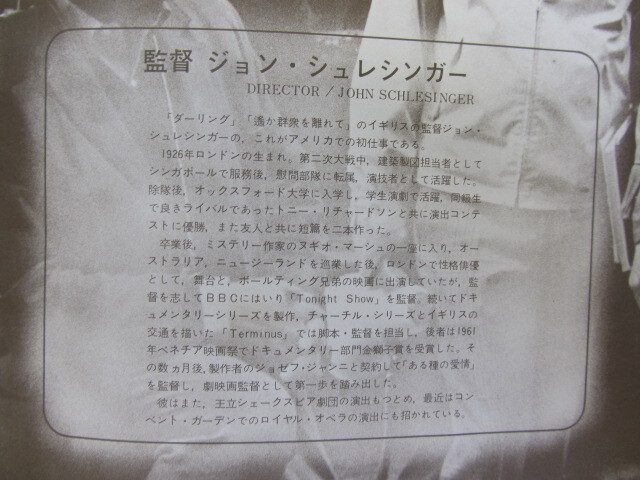 監督 ジョン・シュレシンガー
DIRECTOR / JOHN SCHLESINGER
「ダーリング」「遥か群衆を離れて」のイギリスの監督ジョン・
シュレシンガーの，これがアメリカでの初仕事である。
1926年ロンドンの生まれ。第二次大戦中，建築製図担当者として
シンガポールで服務後，慰問部隊に転属，演技者として活躍した。
除隊後，オックスフォード大学に入学し，学生演劇で活躍，同級生
で良きライバルであったトニー・リチャードソンと共に演出コンテ
ストに優勝，また友人と共に短篇を二本作った。
卒業後，ミステリー作家のヌギオ・マーシュの一座に入り，オー
ストラリア，ニュージーランドを巡業した後，ロンドンで性格俳優
として，舞台と，ボールティング兄弟の映画に出演していたが，監
督を志してBBCにはいり「Tonight Show」を監督。続いてドキ
ュメンタリーシリーズを製作，チャーチル・シリーズとイギリスの
交通を描いた「Terminus」では脚本・監督を担当し，後者は1961
年ベネチア映画祭でドキュメンタリー部門金獅子賞を受賞した。そ
の数ヵ月後，製作者のジョセフ・ジャンニと契約して「ある種の愛情」
を監督し，劇映画監督として第一歩を踏み出した。
彼はまた，王立シェークスピア劇団の演出もつとめ，最近はコン
ベント・ガーデンでのロイヤル・オペラの演出にも招かれている。